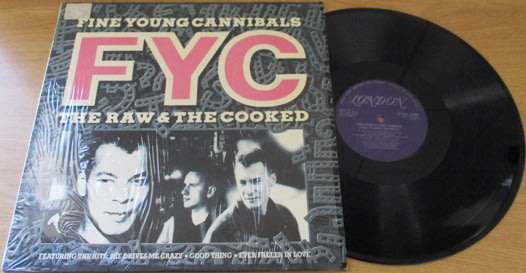 FINE YOUNG CANNIBALS
FYC
THE RAW & THE COOKED
FEATURING THE HITS: SHE DRIVES ME CRAZY • GOOD THING • EVER FALLEN IN LOVE
LONDON